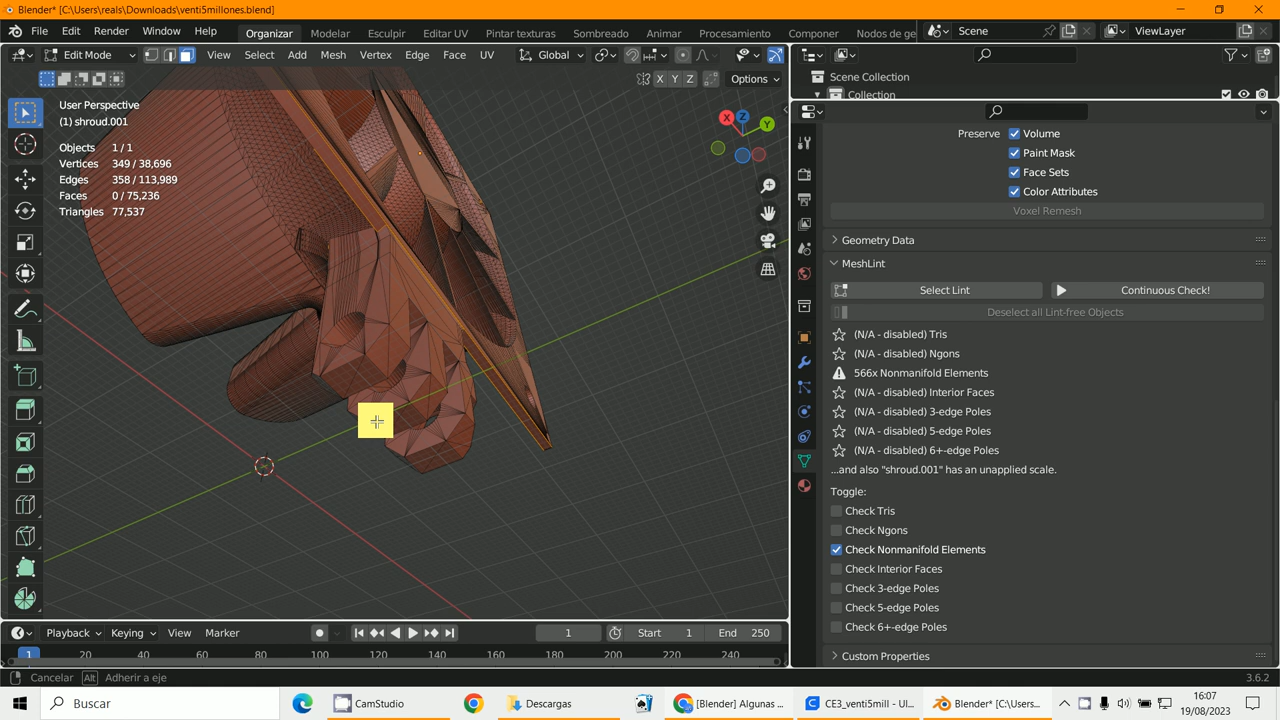 Blender* [C:\Users\reals\Downloads\venti5millones.blend]
File Edit Render Window Help Organizar Modelar Esculpir Editar UV Pintar texturas Sombreado Animar Procesamiento Componer Nodos de ge Scene ViewLayer
Edit Mode View Select Add Mesh Vertex Edge Face UV Global
X Y Z Options
Scene Collection
Collection
User Perspective
(1) shroud.001
Objects 1 / 1
Vertices 349 / 38,696
Edges 358 / 113,989
Faces 0 / 75,236
Triangles 77,537
X
Z
Y
Preserve Volume
Paint Mask
Face Sets
Color Attributes
Voxel Remesh
Geometry Data
MeshLint
Select Lint Continuous Check!
Deselect all Lint-free Objects
(N/A - disabled) Tris
(N/A - disabled) Ngons
566x Nonmanifold Elements
(N/A - disabled) Interior Faces
(N/A - disabled) 3-edge Poles
(N/A - disabled) 5-edge Poles
(N/A - disabled) 6+-edge Poles
...and also "shroud.001" has an unapplied scale.
Toggle:
Check Tris
Check Ngons
Check Nonmanifold Elements
Check Interior Faces
Check 3-edge Poles
Check 5-edge Poles
Check 6+-edge Poles
Custom Properties
Playback Keying View Marker 1 Start 1 End 250
1 20 40 60 80 100 120 140 160 180 200 220 240
Cancelar Alt Adherir a eje 3.6.2
Buscar CamStudio Descargas [Blender] Algunas ... CE3_venti5mill - Ul... Blender* [C:\Users... 16:07
19/08/2023